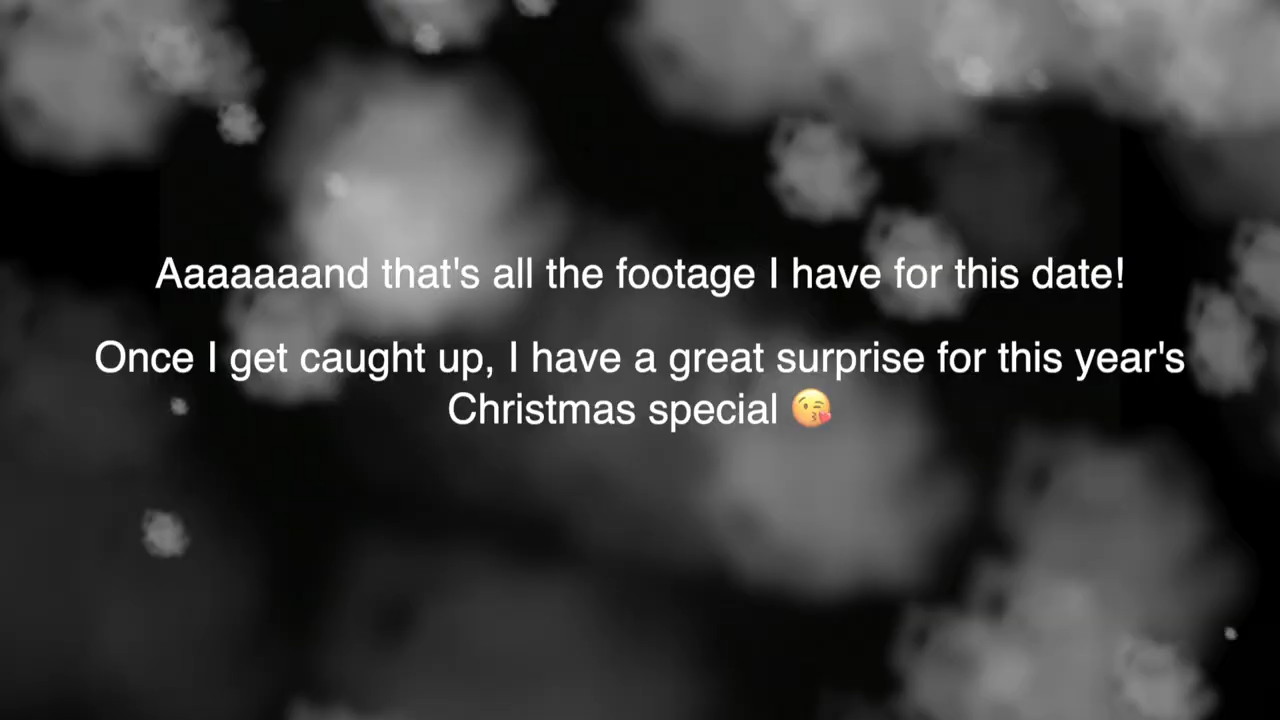 Aaaaaaand that's all the footage I have for this date!
Once I get caught up, I have a great surprise for this year's
Christmas special 😘